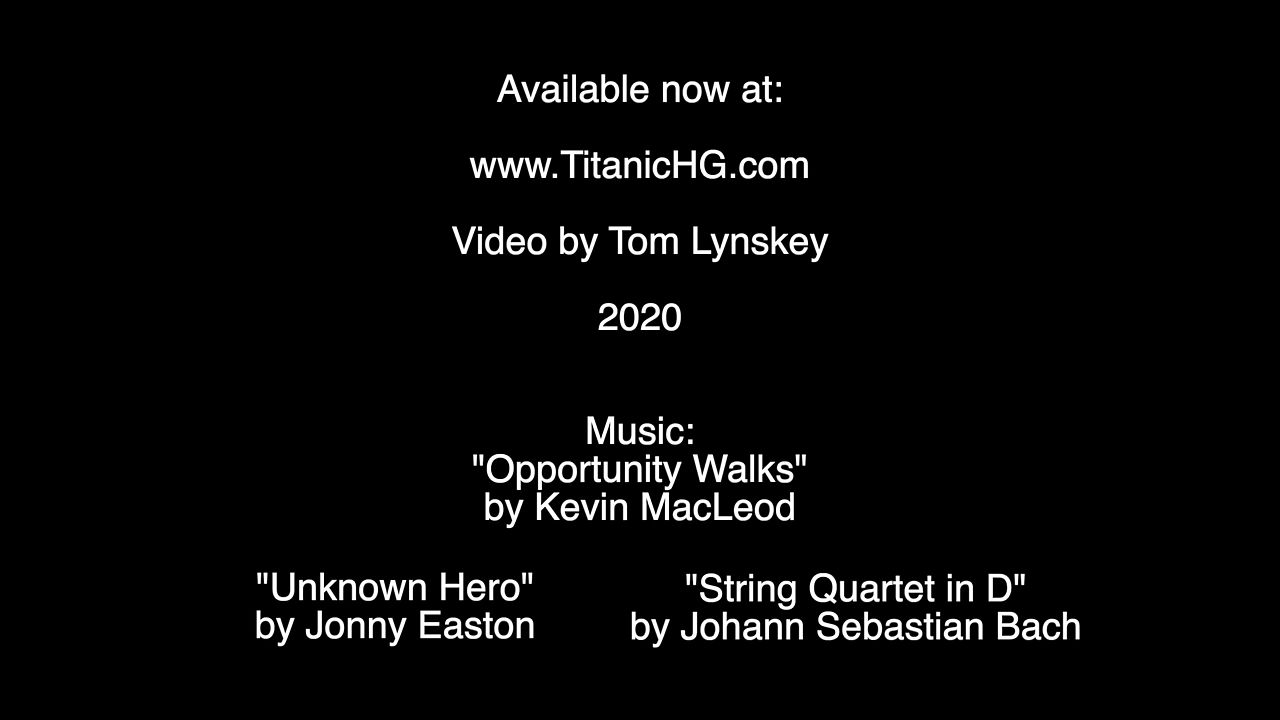 Available now at:
www.TitanicHG.com
Video by Tom Lynskey
2020
Music:
"Opportunity Walks"
by Kevin MacLeod
"Unknown Hero"
by Jonny Easton
"String Quartet in D"
by Johann Sebastian Bach